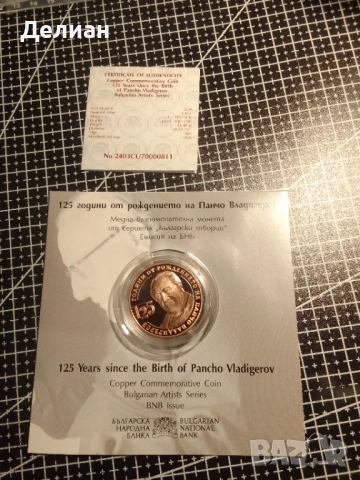 Делиан
CERTIFICATE OF AUTHENTICITY
Copper Commemorative Coin
125 Years since the Birth
of Pancho Vladigerov
Bulgarian Artists Series
No 2403CU/70000811
125 години от рождението на Панчо Владигеров
Медна възпоменателна монета
от серията „Български творци“
Емисия на БНБ
125 Years since the Birth of Pancho Vladigerov
Copper Commemorative Coin
Bulgarian Artists Series
BNB Issue
БЪЛГАРСКА BULGARIAN
НАРОДНА NATIONAL
БАНКА BANK
bazar